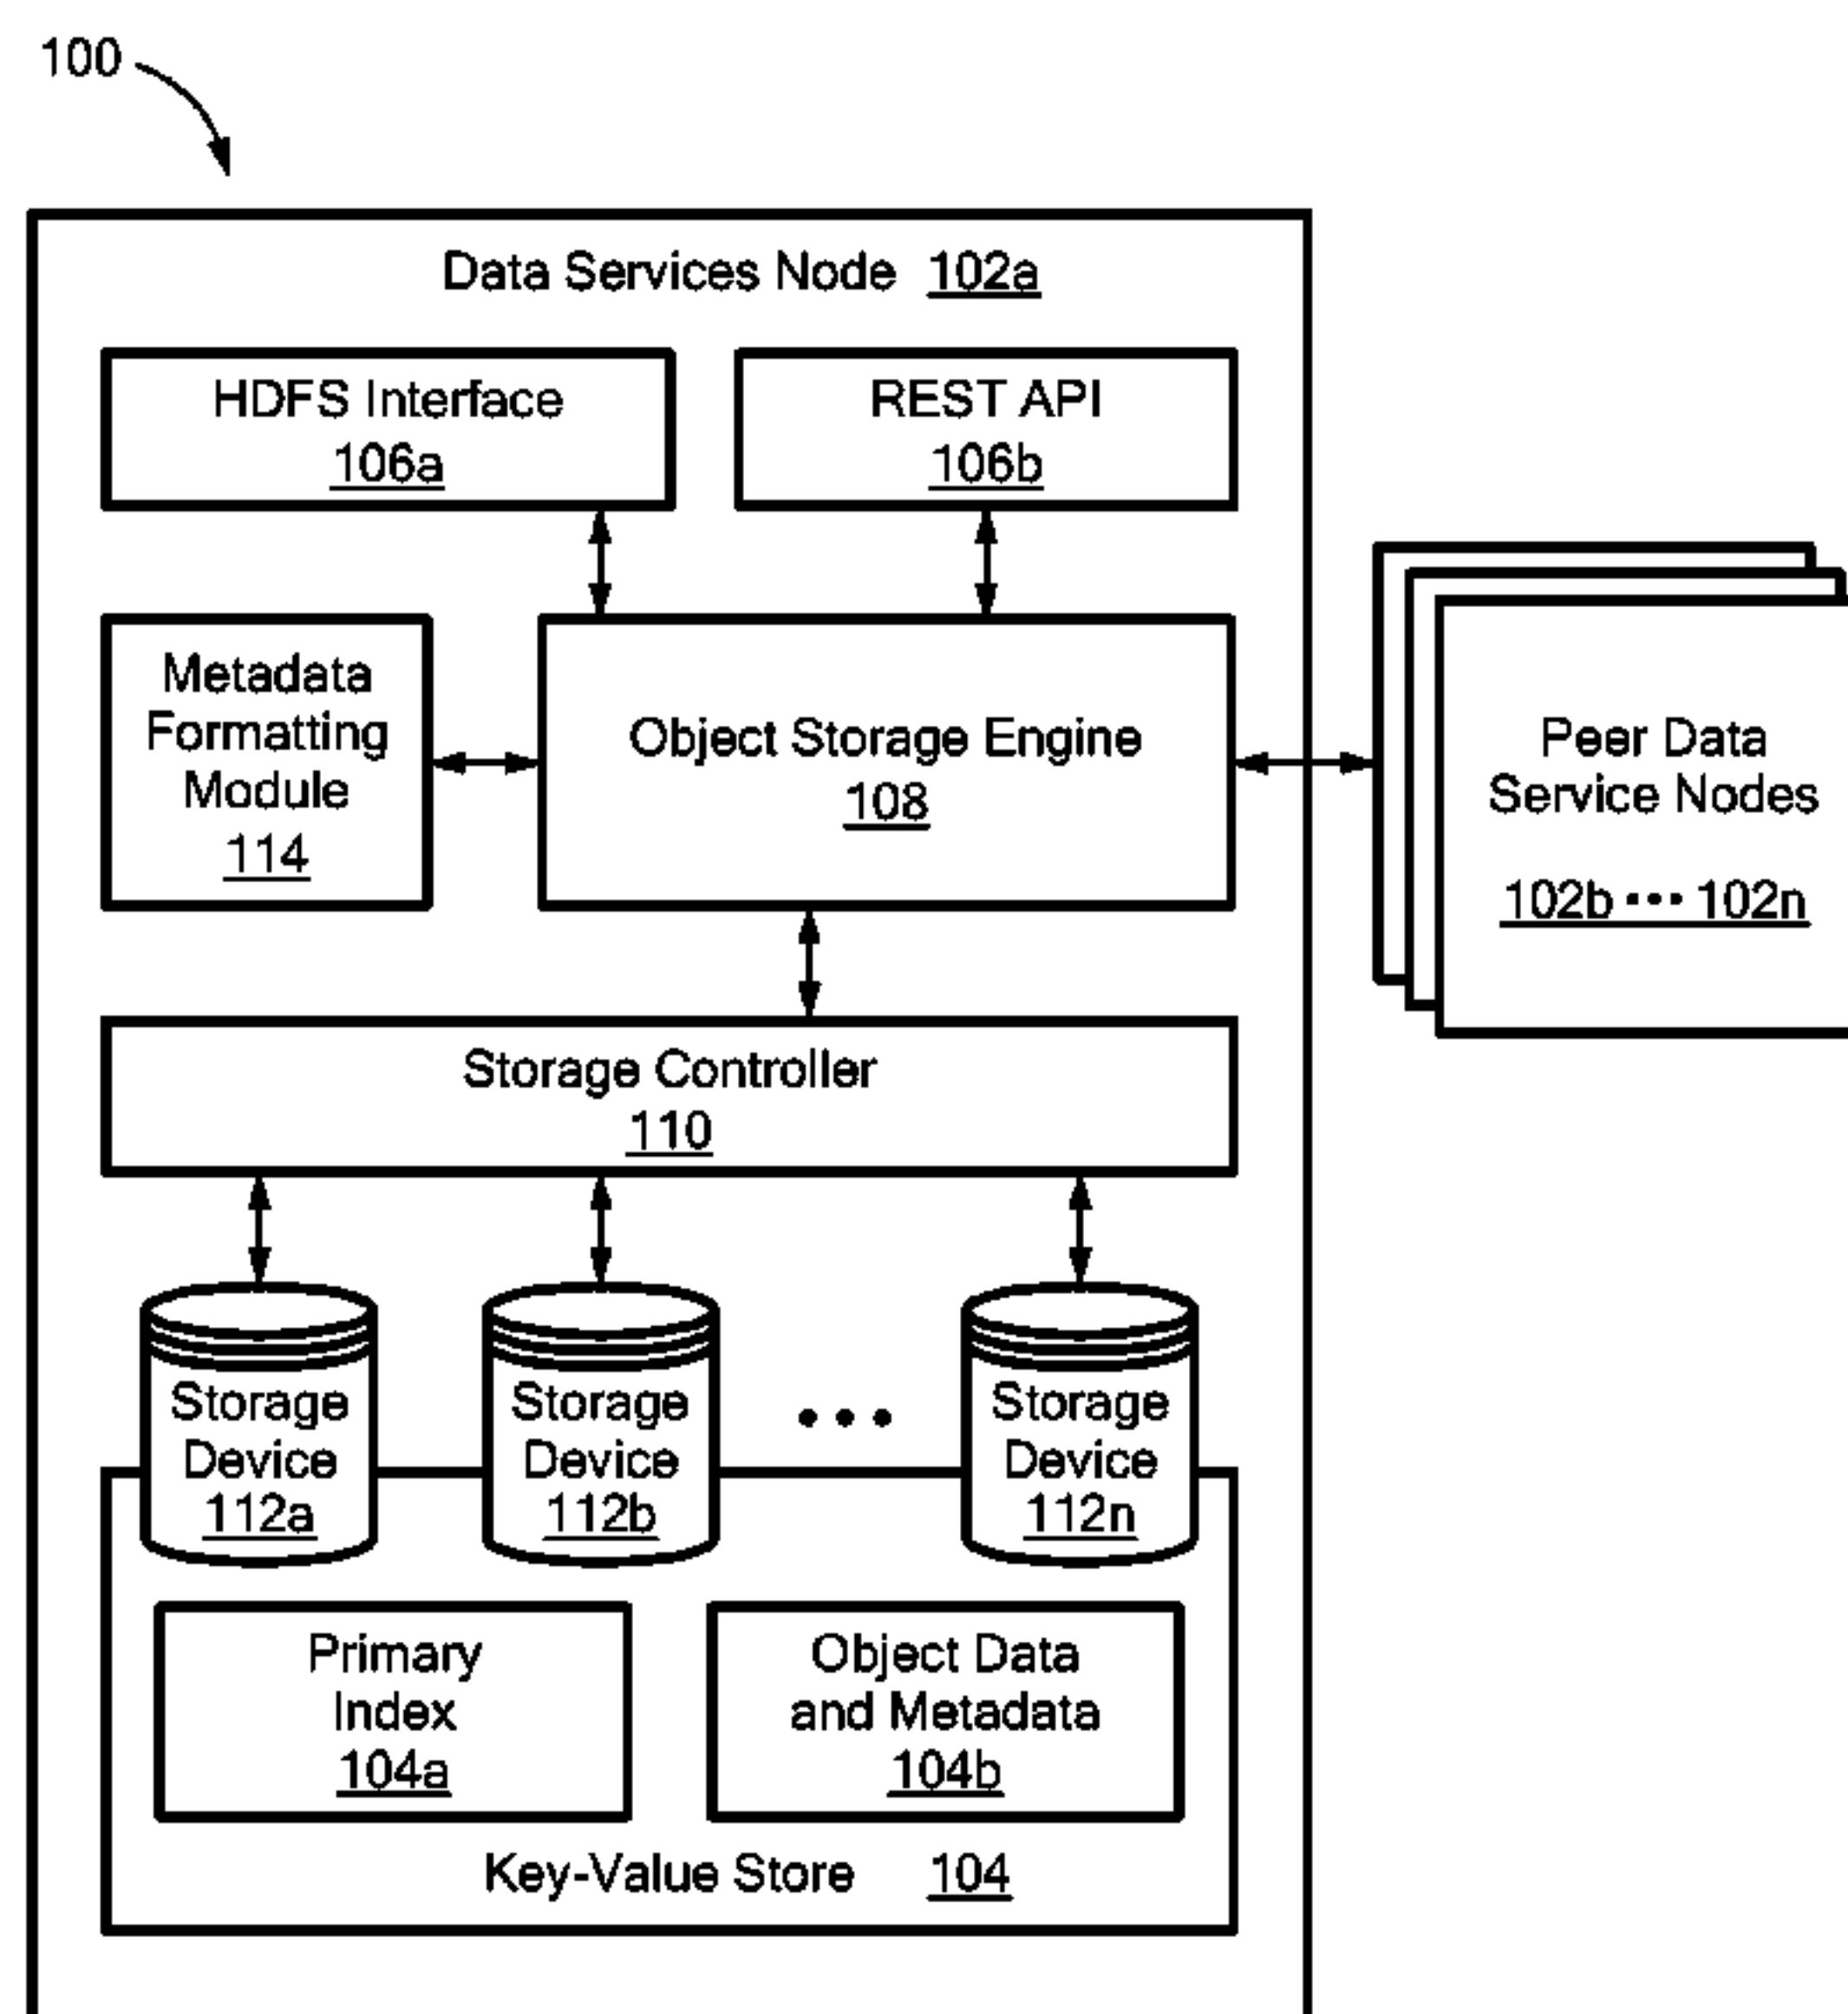 100
Data Services Node 102a
HDFS Interface
106a
REST API
106b
Metadata
Formatting
Module
114
Object Storage Engine
108
Peer Data
Service Nodes
102b ••• 102n
Storage Controller
110
Storage
Device
112a
Storage
Device
112b
•••
Storage
Device
112n
Primary
Index
104a
Object Data
and Metadata
104b
Key-Value Store 104